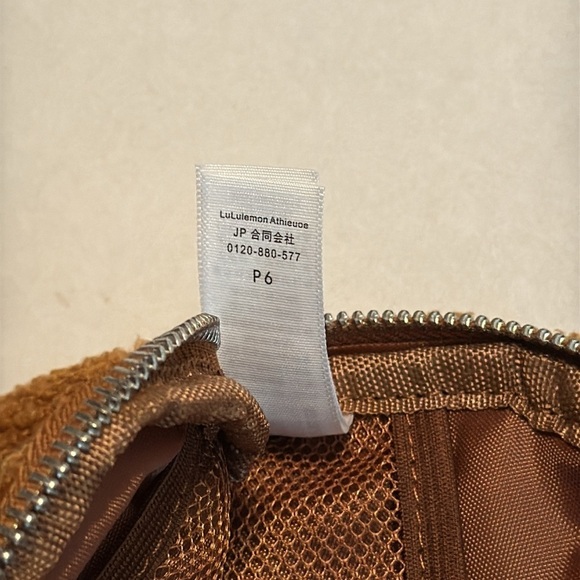 LuLulemon Athieuoe
JP 合同会社
0120-880-577
P6